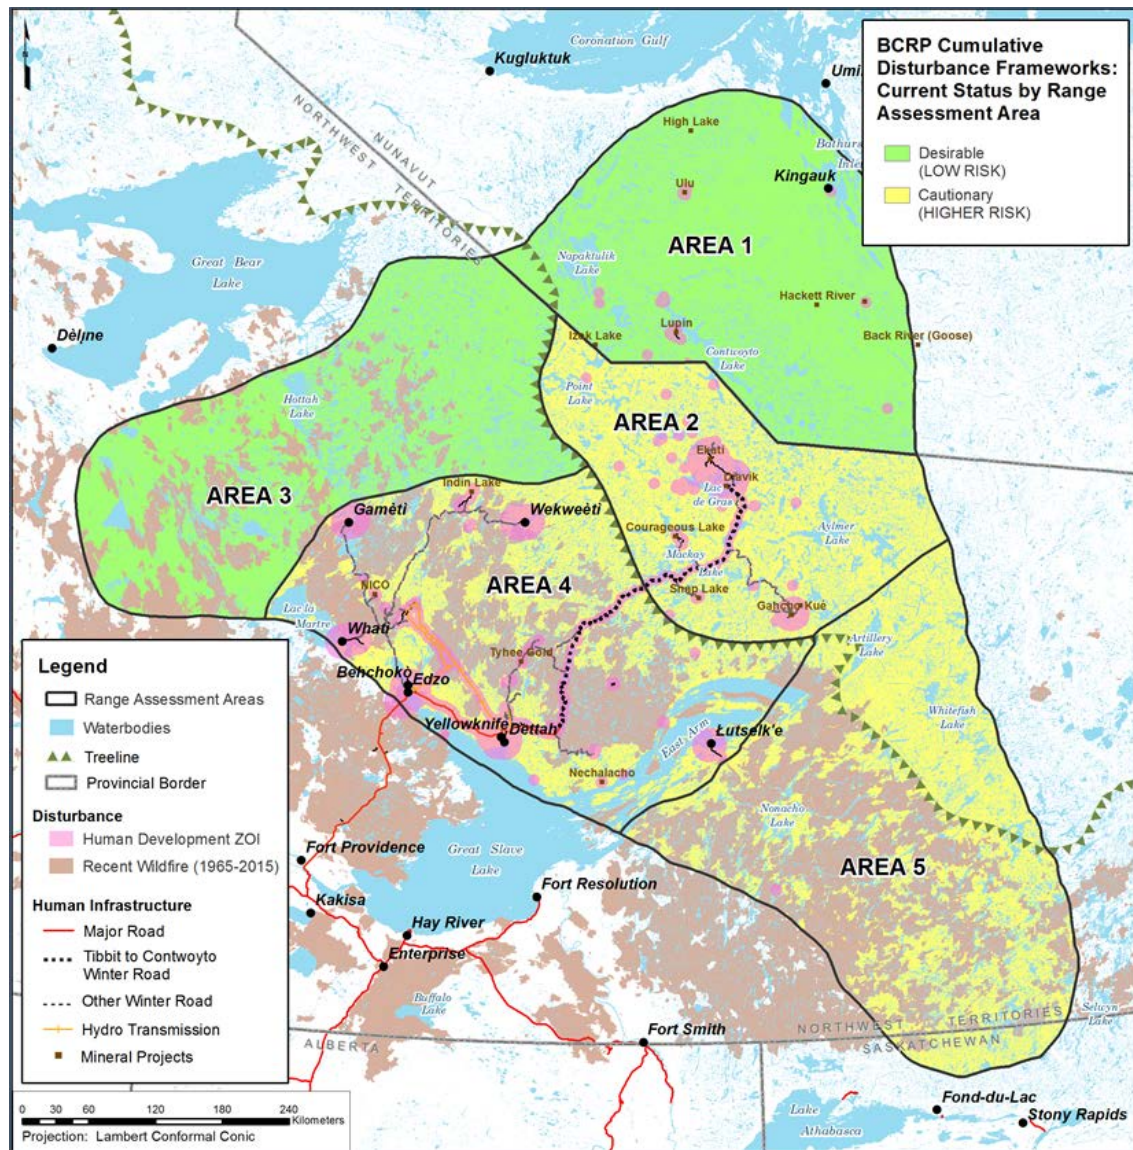 Coronation Gulf
Kugluktuk
BCRP Cumulative
Disturbance Frameworks:
Current Status by Range
Assessment Area
Desirable
(LOW RISK)
Cautionary
(HIGHER RISK)
NUNAVUT
NORTHWEST TERRITORIES
High Lake
Ulu
Kingauk
AREA 1
Great Bear
Lake
Napaktulik
Lake
Hackett River
Lupin
Izok Lake
Back River (Goose)
Contwoyto
Lake
Dèlı̨ne
Point
Lake
Hottah
Lake
AREA 2
Ekati
Diavik
Lac
de Gras
AREA 3
Indin Lake
Gamètì
Wekweètì
Courageous Lake
Aylmer
Lake
Mackay
Lake
AREA 4
NICO
Snap Lake
Gahcho Kué
Lac la
Martre
Whatì
Artillery
Lake
Tyhee Gold
Behchokǫ̀
Edzo
Whitefish
Lake
Yellowknife
Dettah
East Arm
Łutselk'e
Nechalacho
Nonacho
Lake
AREA 5
Great Slave
Lake
Fort Providence
Fort Resolution
Kakisa
Hay River
Enterprise
Buffalo
Lake
Selwyn
Lake
NORTHWEST TERRITORIES
SASKATCHEWAN
ALBERTA
Fort Smith
Lake
Athabasca
Fond-du-Lac
Stony Rapids
Legend
Range Assessment Areas
Waterbodies
Treeline
Provincial Border
Disturbance
Human Development ZOI
Recent Wildfire (1965-2015)
Human Infrastructure
Major Road
Tibbit to Contwoyto
Winter Road
Other Winter Road
Hydro Transmission
Mineral Projects
0 30 60 120 180 240
Kilometers
Projection: Lambert Conformal Conic